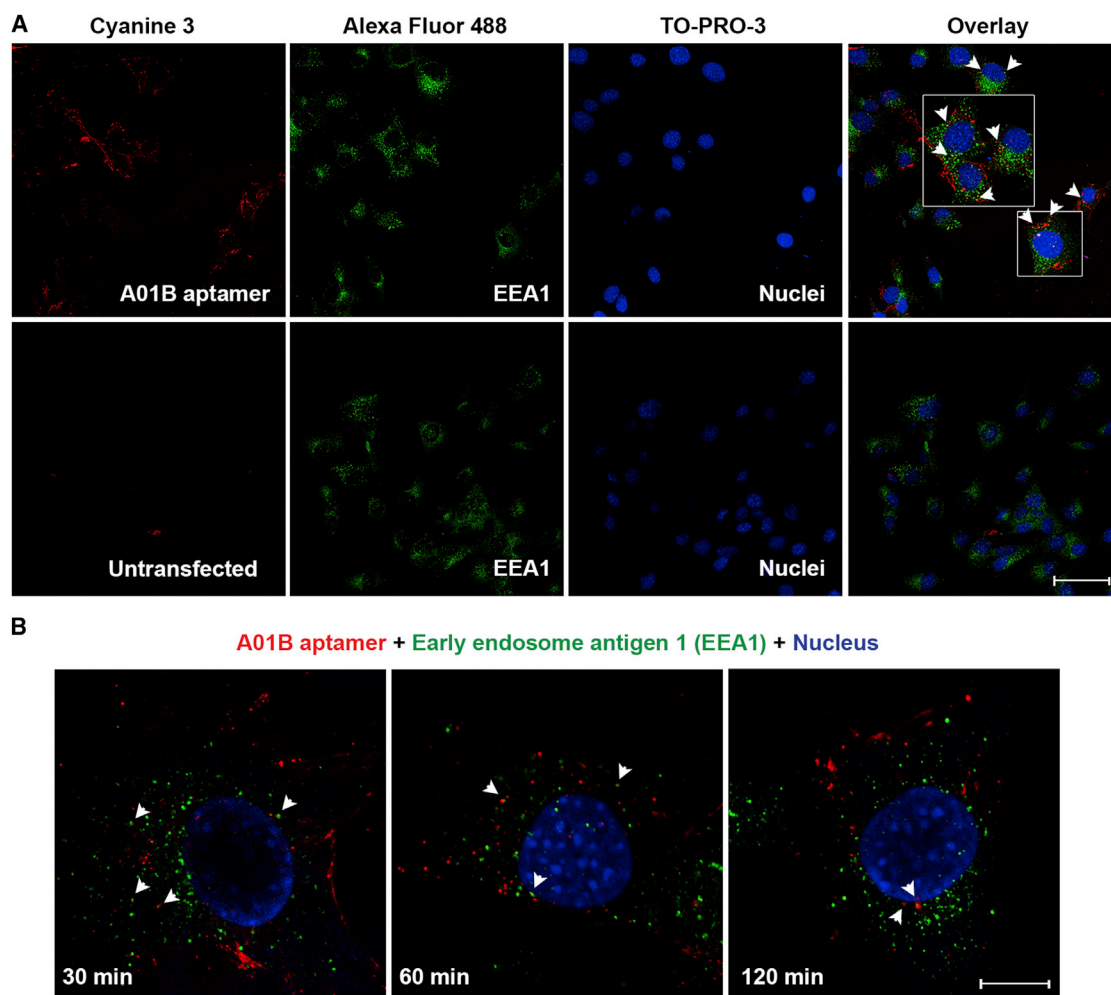 A
Cyanine 3 Alexa Fluor 488 TO-PRO-3 Overlay
A01B aptamer EEA1 Nuclei
Untransfected EEA1 Nuclei
B
A01B aptamer + Early endosome antigen 1 (EEA1) + Nucleus
30 min 60 min 120 min